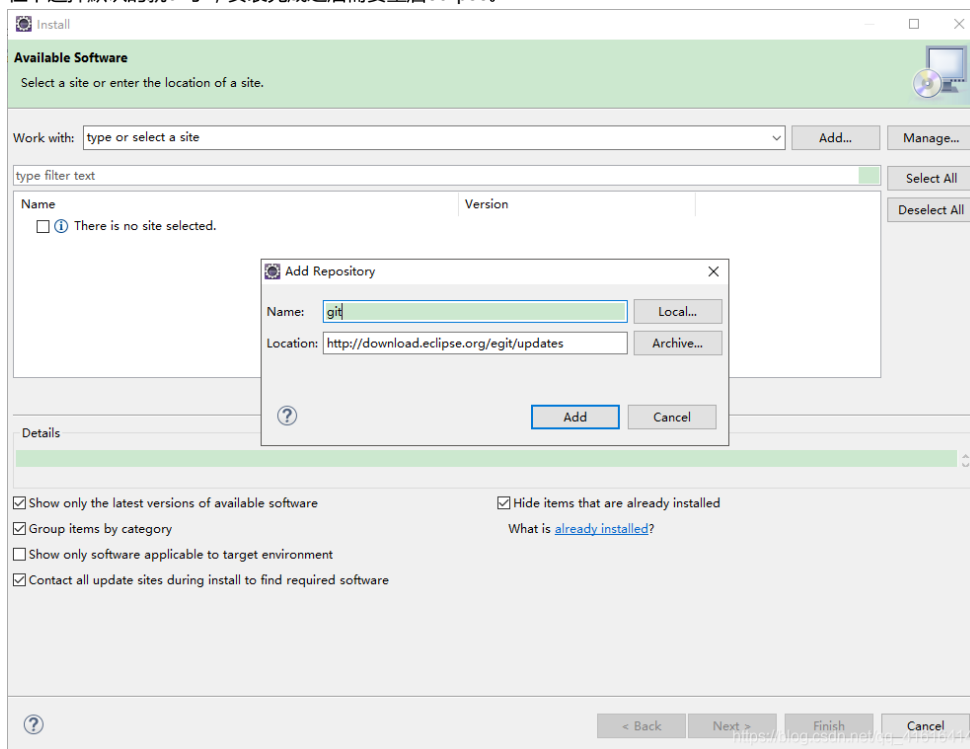 Install
Available Software
Select a site or enter the location of a site.
Work with: type or select a site Add... Manage...
type filter text Select All
Name Version Deselect All
There is no site selected.
Add Repository
Name: git Local...
Location: http://download.eclipse.org/egit/updates Archive...
Add Cancel
Details
Show only the latest versions of available software Hide items that are already installed
Group items by category What is already installed?
Show only software applicable to target environment
Contact all update sites during install to find required software
< Back Next > Finish Cancel